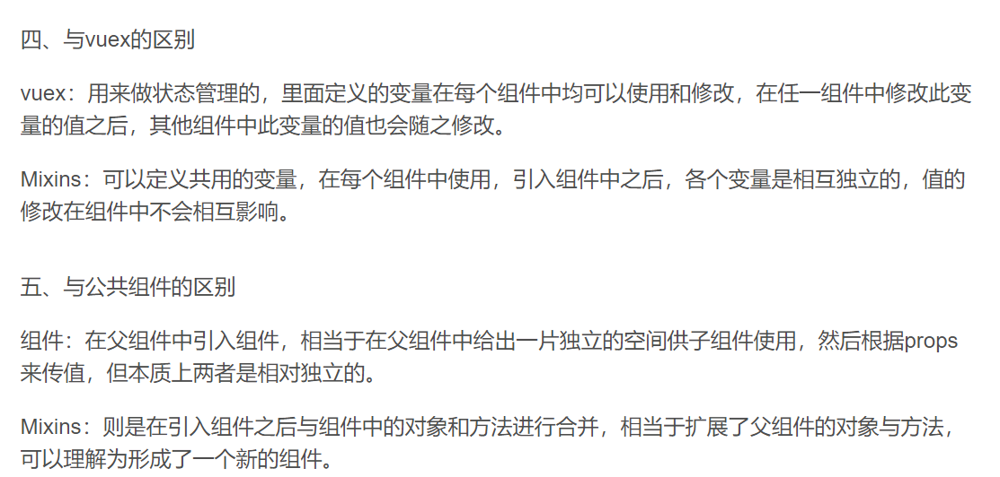 四、与vuex的区别
vuex：用来做状态管理的，里面定义的变量在每个组件中均可以使用和修改，在任一组件中修改此变
量的值之后，其他组件中此变量的值也会随之修改。
Mixins：可以定义共用的变量，在每个组件中使用，引入组件中之后，各个变量是相互独立的，值的
修改在组件中不会相互影响。
五、与公共组件的区别
组件：在父组件中引入组件，相当于在父组件中给出一片独立的空间供子组件使用，然后根据props
来传值，但本质上两者是相对独立的。
Mixins：则是在引入组件之后与组件中的对象和方法进行合并，相当于扩展了父组件的对象与方法，
可以理解为形成了一个新的组件。